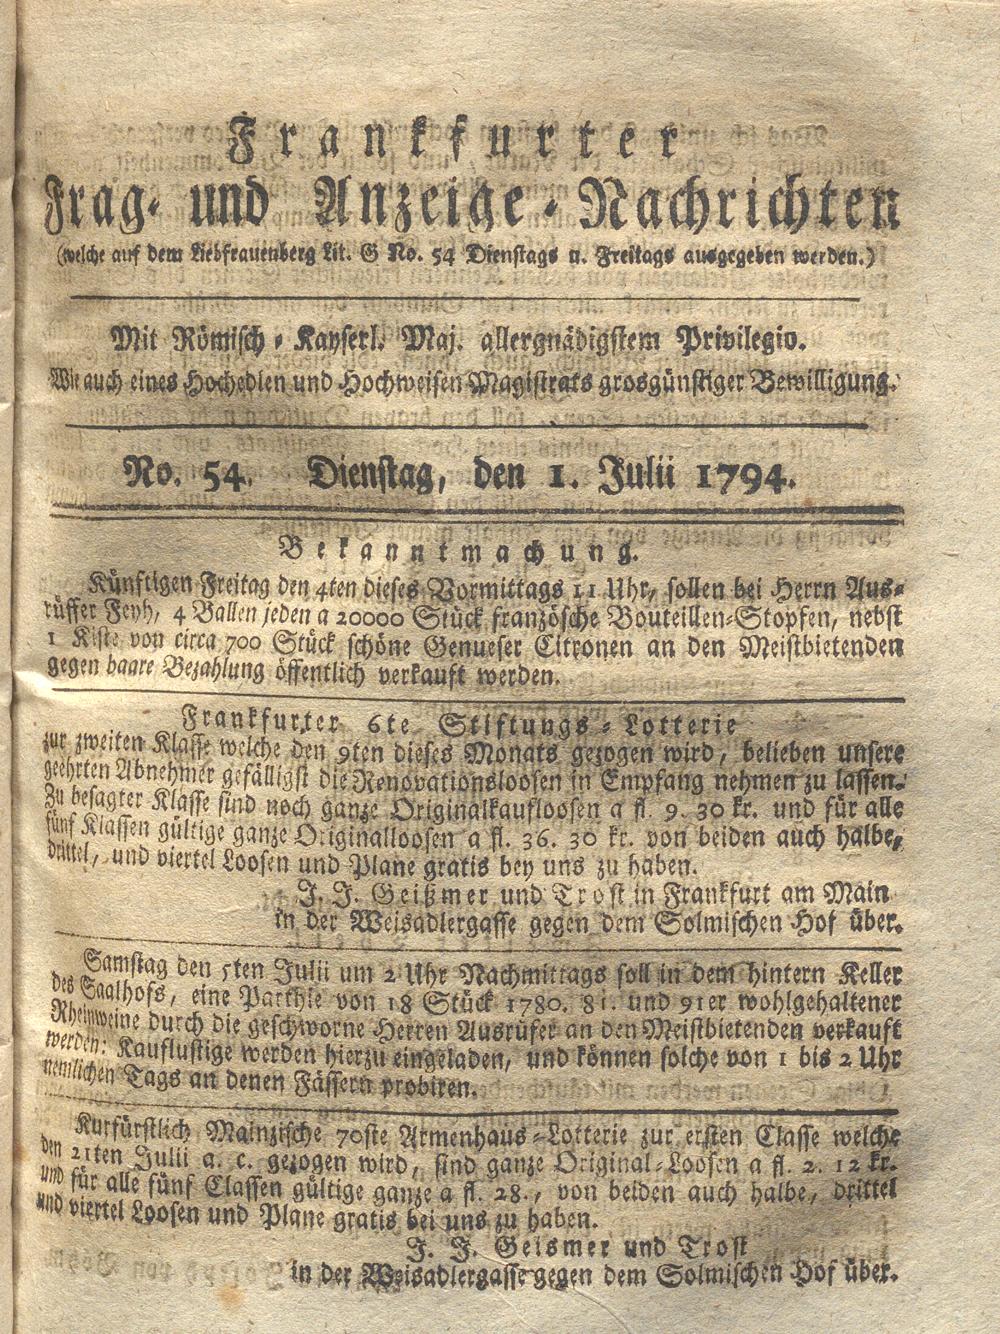 Frankfurter
Frag- und Anzeige-Nachrichten
(welche auf dem Liebfrauenberg Lit. G No. 54 Dienstags u. Freitags ausgegeben werden.)
Mit Römisch-Kayserl. Maj. allergnädigstem Privilegio.
Wie auch eines Hochedlen und Hochweisen Magistrats grosgünstiger Bewilligung.
No. 54. Dienstag, den 1. Julii 1794.
Bekanntmachung.
Künftigen Freitag den 4ten dieses Vormittags 11 Uhr, sollen bei Herrn Aus-
rüffer Feyh, 4 Ballen jeden a 20000 Stück französche Bouteillen-Stopfen, nebst
1 Kiste von circa 700 Stück schöne Genueser Citronen an den Meistbietenden
gegen baare Bezahlung öffentlich verkauft werden.
Frankfurter 6te Stiftungs-Lotterie
zur zweiten Klasse welche den 9ten dieses Monats gezogen wird, belieben unsere
geehrten Abnehmer gefälligst die Renovationsloosen in Empfang nehmen zu lassen.
Zu besagter Klasse sind noch ganze Originalkaufloosen a fl. 9. 30 kr. und für alle
fünf Klassen gültige ganze Originalloosen a fl. 36. 30 kr. von beiden auch halbe,
drittel, und viertel Loosen und Plane gratis bey uns zu haben.
J. J. Geißmer und Trost in Frankfurt am Main
in der Weisadlergasse gegen dem Solmischen Hof über.
Samstag den 5ten Julii um 2 Uhr Nachmittags soll in dem hintern Keller
des Saalhofs, eine Parthie von 18 Stück 1780. 81. und 91er wohlgehaltener
Rheinweine durch die geschworne Herren Ausrüfer an den Meistbietenden verkauft
werden: Kauflustige werden hierzu eingeladen, und können solche von 1 bis 2 Uhr
nemlichen Tags an denen Fässern probiren.
Kurfürstlich Mainzische 70ste Armenhaus-Lotterie zur ersten Classe welche
den 21ten Julii a. c. gezogen wird, sind ganze Original-Loosen a fl. 2. 12 kr.
und für alle fünf Classen gültige ganze a fl. 28., von beiden auch halbe, drittel
und viertel Loosen und Plane gratis bei uns zu haben.
J. J. Geismer und Trost
in der Weisadlergasse gegen dem Solmischen Hof über.